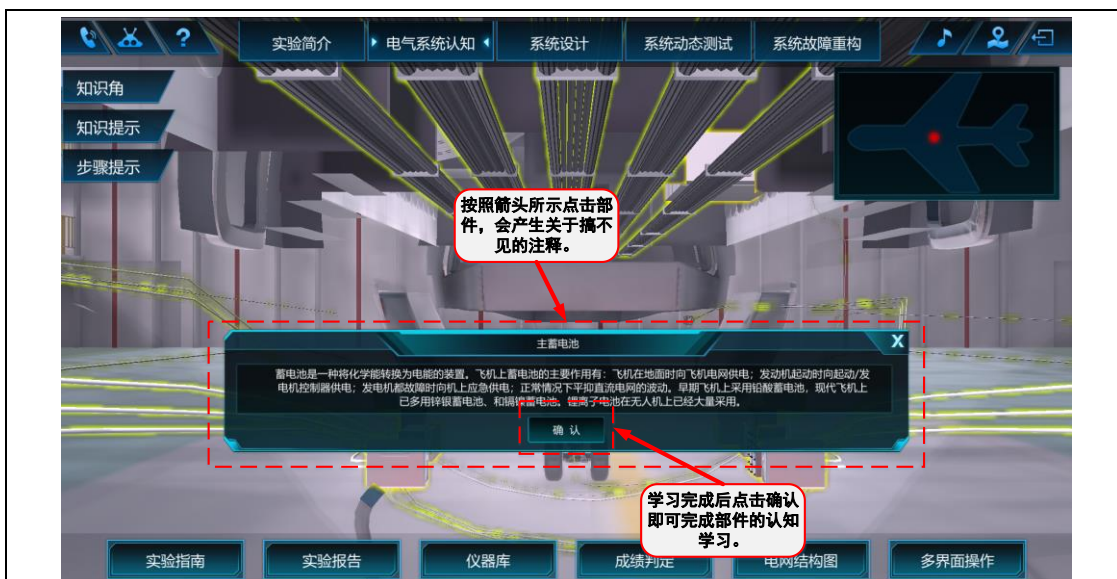 ?
实验简介
电气系统认知
系统设计
系统动态测试
系统故障重构
知识角
知识提示
步骤提示
按照箭头所示点击部
件，会产生关于搞不
见的注释。
主蓄电池
X
蓄电池是一种将化学能转换为电能的装置。飞机上蓄电池的主要作用有：飞机在地面时向飞机电网供电；发动机起动时向起动/发
电机控制器供电；发电机都故障时向机上应急供电；正常情况下平抑直流电网的波动。早期飞机上采用铅酸蓄电池，现代飞机上
已多用锌银蓄电池、和镉镍蓄电池。锂离子电池在无人机上已经大量采用。
确 认
学习完成后点击确认
即可完成部件的认知
学习。
实验指南
实验报告
仪器库
成绩判定
电网结构图
多界面操作